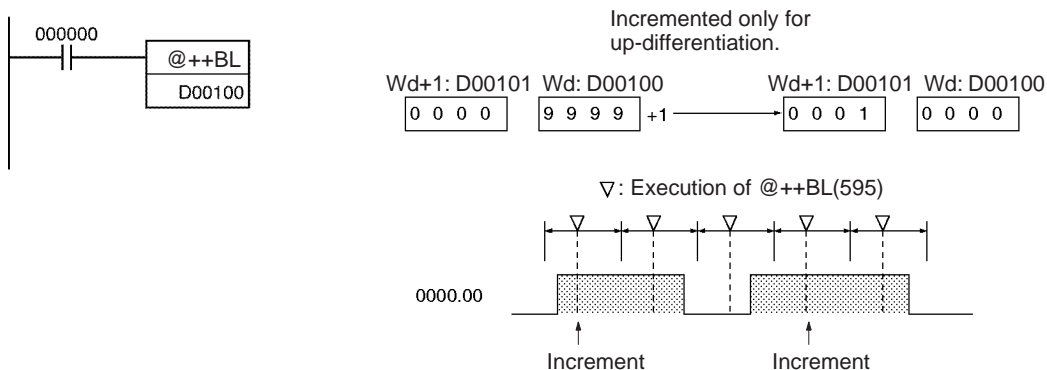 000000
@++BL
D00100
Incremented only for
up-differentiation.
Wd+1: D00101 Wd: D00100 Wd+1: D00101 Wd: D00100
0 0 0 0 9 9 9 9 +1 0 0 0 1 0 0 0 0
▽: Execution of @++BL(595)
0000.00
Increment Increment